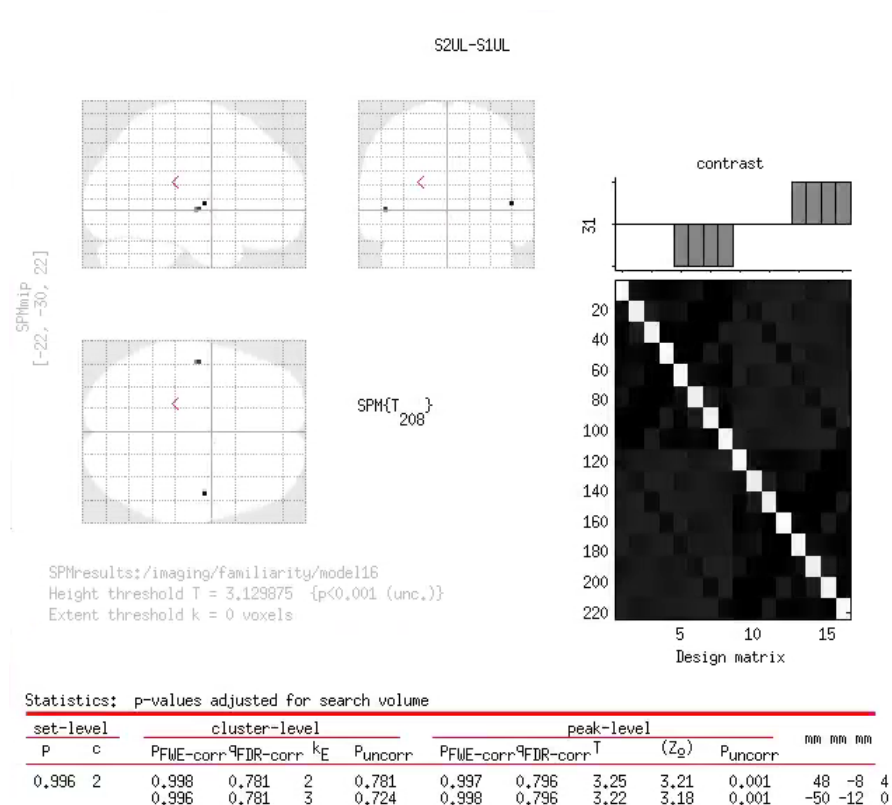 S2UL-S1UL
SPMmip
[-22, -30, 22]
<
<
<
SPM{T208}
contrast
31
20
40
60
80
100
120
140
160
180
200
220
5 10 15
Design matrix
SPMresults:/imaging/familiarity/model16
Height threshold T = 3.129875 {p<0.001 (unc.)}
Extent threshold k = 0 voxels
Statistics: p-values adjusted for search volume
set-level cluster-level peak-level mm mm mm
p c PFWE-corr qFDR-corr kE Puncorr PFWE-corr qFDR-corr T (Z0) Puncorr
0.996 2 0.998 0.781 2 0.781 0.997 0.796 3.25 3.21 0.001 48 -8 4
0.996 0.781 3 0.724 0.998 0.796 3.22 3.18 0.001 -50 -12 0